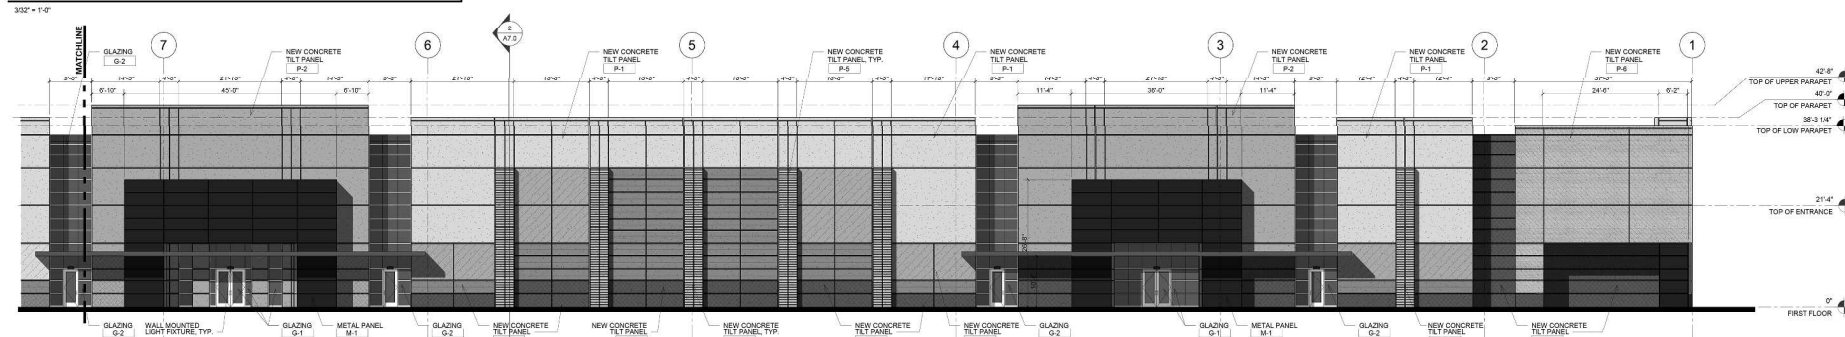 3/32" = 1'-0"
MATCHLINE
GLAZING
G-2
7
NEW CONCRETE
TILT PANEL
P-2
6
2
A7.0
NEW CONCRETE
TILT PANEL
P-1
5
NEW CONCRETE
TILT PANEL, TYP.
P-5
4
NEW CONCRETE
TILT PANEL
P-1
3
NEW CONCRETE
TILT PANEL
P-2
NEW CONCRETE
TILT PANEL
P-1
2
NEW CONCRETE
TILT PANEL
P-6
1
6'-10"
45'-0"
6'-10"
11'-4"
38'-0"
11'-4"
24'-6"
6'-2"
42'-8"
TOP OF UPPER PARAPET
40'-0"
TOP OF PARAPET
38'-3 1/4"
TOP OF LOW PARAPET
21'-4"
TOP OF ENTRANCE
0"
FIRST FLOOR
26'-8"
GLAZING
G-2
WALL MOUNTED
LIGHT FIXTURE, TYP.
GLAZING
G-1
METAL PANEL
M-1
GLAZING
G-2
NEW CONCRETE
TILT PANEL
NEW CONCRETE
TILT PANEL
NEW CONCRETE
TILT PANEL, TYP.
NEW CONCRETE
TILT PANEL
NEW CONCRETE
TILT PANEL
GLAZING
G-2
GLAZING
G-1
METAL PANEL
M-1
GLAZING
G-2
NEW CONCRETE
TILT PANEL
NEW CONCRETE
TILT PANEL